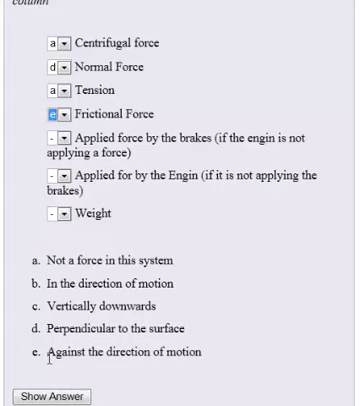 column
a Centrifugal force
d Normal Force
a Tension
e Frictional Force
- Applied force by the brakes (if the engin is not
applying a force)
- Applied for by the Engin (if it is not applying the
brakes)
- Weight
a. Not a force in this system
b. In the direction of motion
c. Vertically downwards
d. Perpendicular to the surface
e. Against the direction of motion
Show Answer